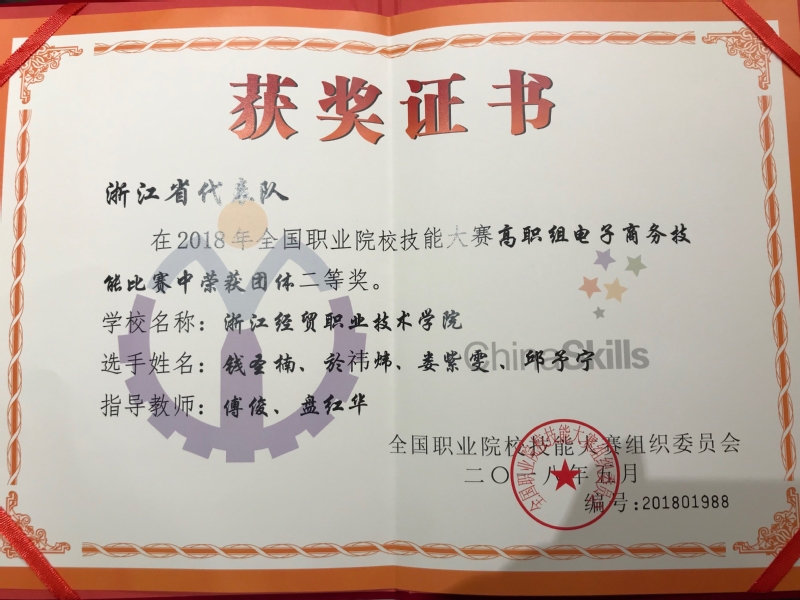 获奖证书
浙江省代表队
在2018年全国职业院校技能大赛高职组电子商务技
能比赛中荣获团体二等奖。
学校名称：浙江经贸职业技术学院
ChinaSkills
选手姓名：钱圣楠、於祎炜、娄紫雯、邱予宁
指导教师：傅俊、盘红华
全国职业院校技能大赛组织委员会
二〇一八年五月
编号:201801988